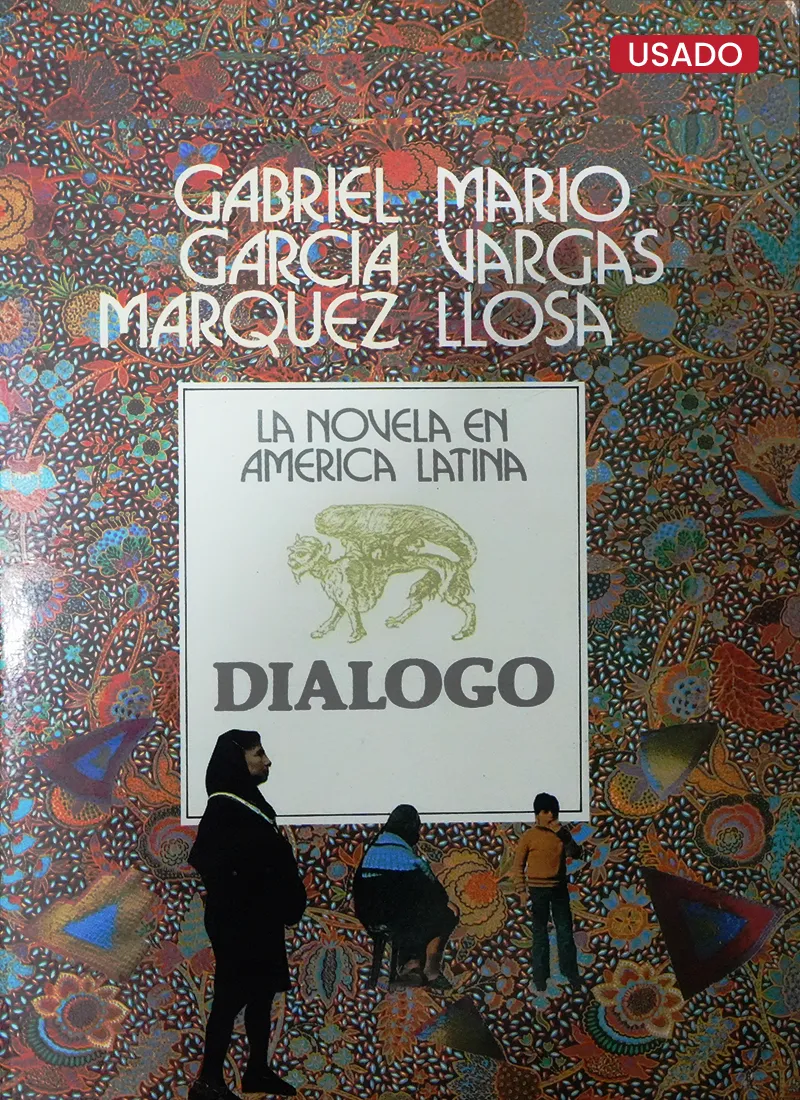 USADO
GABRIEL MARIO
GARCIA VARGAS
MARQUEZ LLOSA
LA NOVELA EN
AMERICA LATINA
DIALOGO